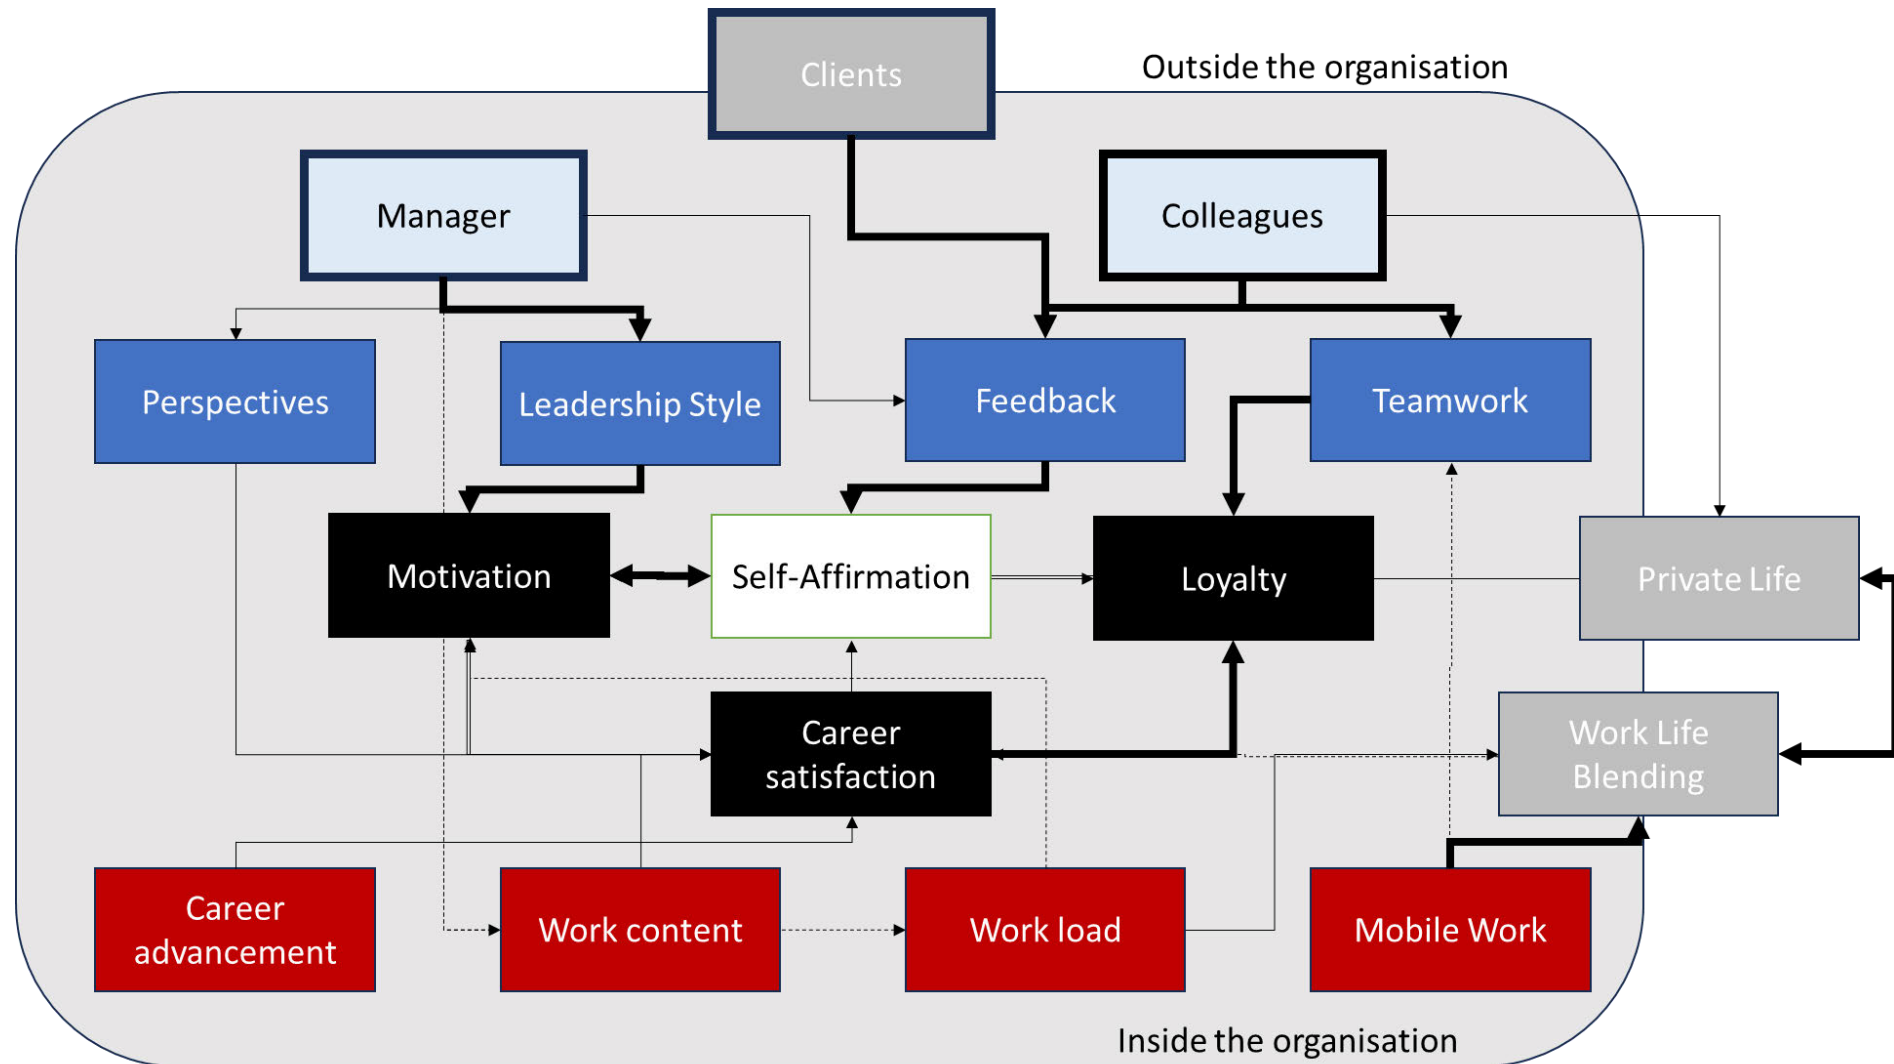 Clients
Outside the organisation
Manager
Colleagues
Perspectives
Leadership Style
Feedback
Teamwork
Motivation
Self-Affirmation
Loyalty
Private Life
Career
satisfaction
Work Life
Blending
Career
advancement
Work content
Work load
Mobile Work
Inside the organisation